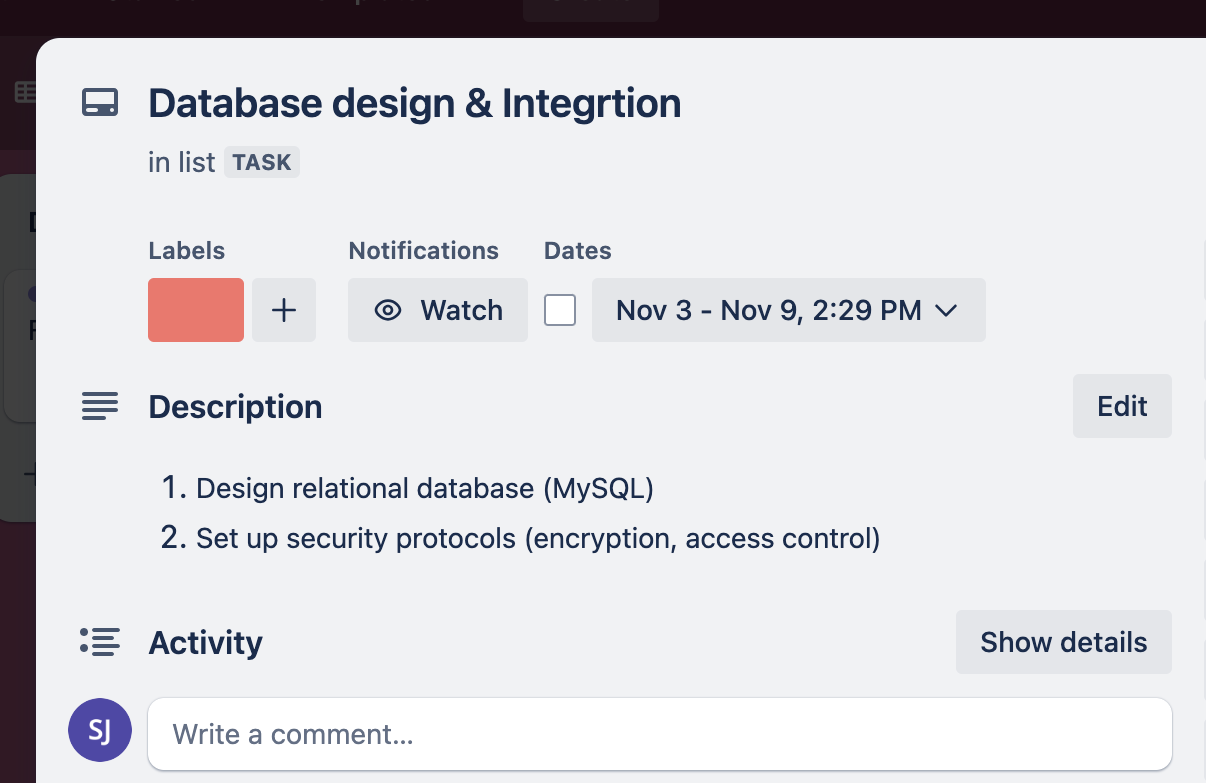 Database design & Integrtion
in list TASK
Labels
Notifications
Dates
Watch
Nov 3 - Nov 9, 2:29 PM
Description
Edit
1. Design relational database (MySQL)
2. Set up security protocols (encryption, access control)
Activity
Show details
SJ
Write a comment...